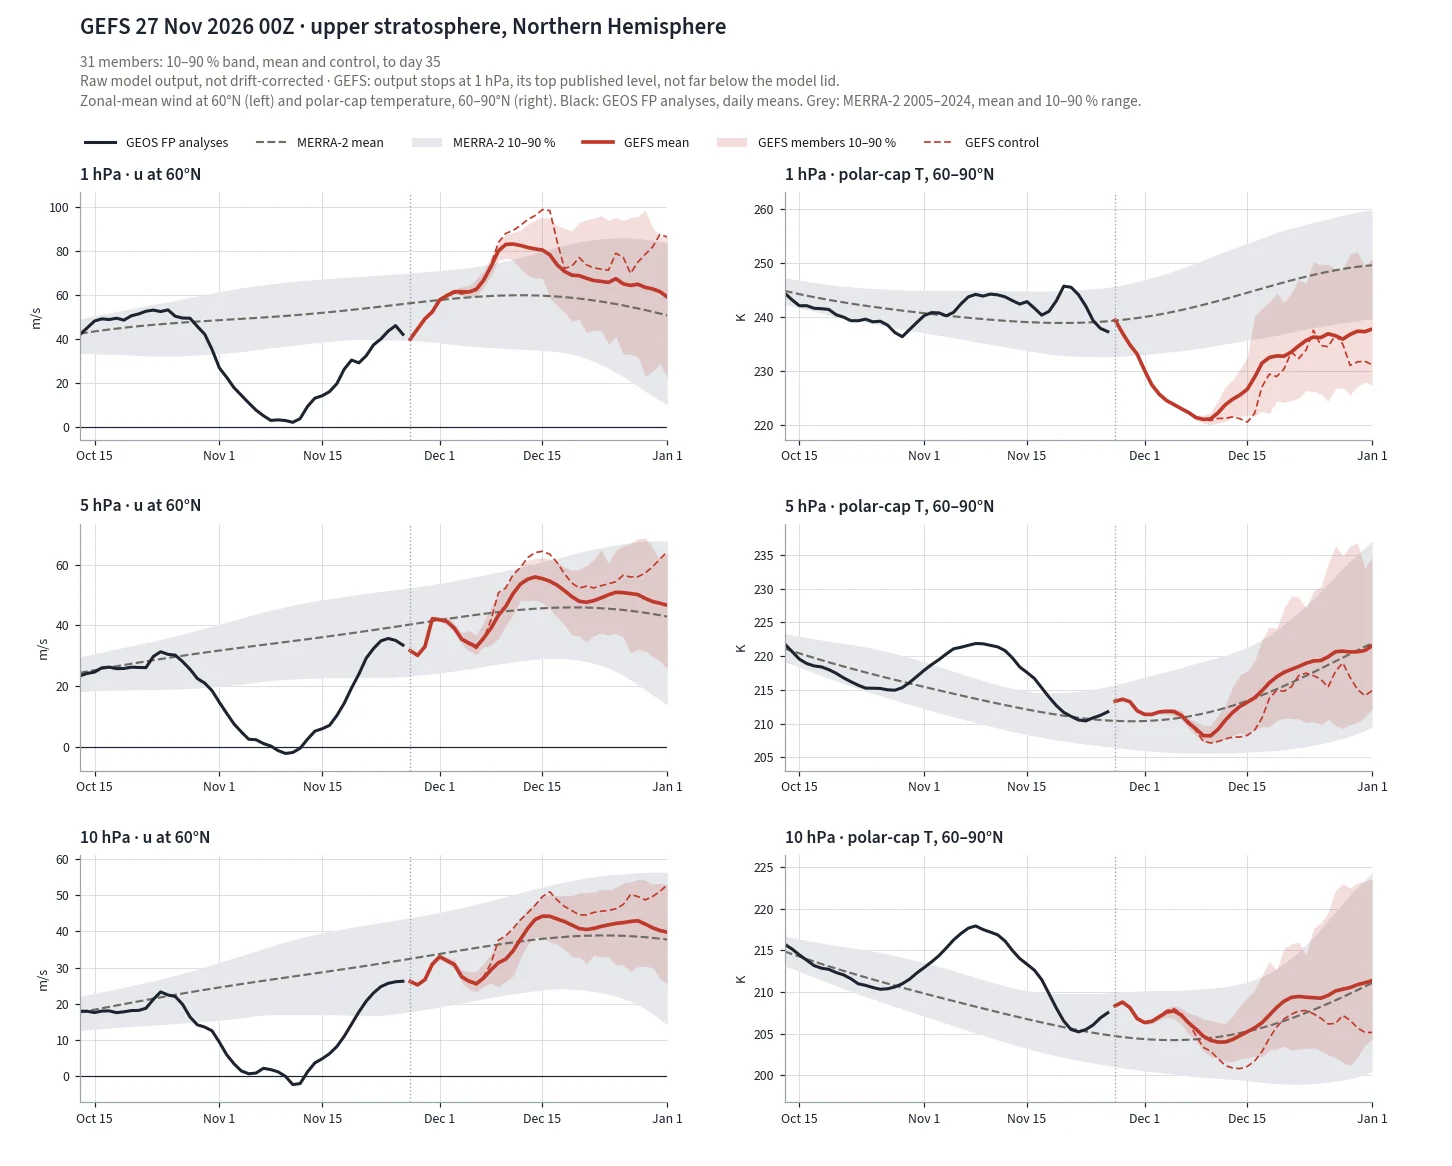 GEFS 27 Nov 2026 00Z · upper stratosphere, Northern Hemisphere
31 members: 10–90 % band, mean and control, to day 35
Raw model output, not drift-corrected · GEFS: output stops at 1 hPa, its top published level, not far below the model lid.
Zonal-mean wind at 60°N (left) and polar-cap temperature, 60–90°N (right). Black: GEOS FP analyses, daily means. Grey: MERRA-2 2005–2024, mean and 10–90 % range.
GEOS FP analyses MERRA-2 mean MERRA-2 10–90 % GEFS mean GEFS members 10–90 % GEFS control
1 hPa · u at 60°N
100
80
60
40
20
0
m/s
Oct 15 Nov 1 Nov 15 Dec 1 Dec 15 Jan 1
1 hPa · polar-cap T, 60–90°N
260
250
240
230
220
K
Oct 15 Nov 1 Nov 15 Dec 1 Dec 15 Jan 1
5 hPa · u at 60°N
60
40
20
0
m/s
Oct 15 Nov 1 Nov 15 Dec 1 Dec 15 Jan 1
5 hPa · polar-cap T, 60–90°N
235
230
225
220
215
210
205
K
Oct 15 Nov 1 Nov 15 Dec 1 Dec 15 Jan 1
10 hPa · u at 60°N
60
50
40
30
20
10
0
m/s
Oct 15 Nov 1 Nov 15 Dec 1 Dec 15 Jan 1
10 hPa · polar-cap T, 60–90°N
225
220
215
210
205
200
K
Oct 15 Nov 1 Nov 15 Dec 1 Dec 15 Jan 1